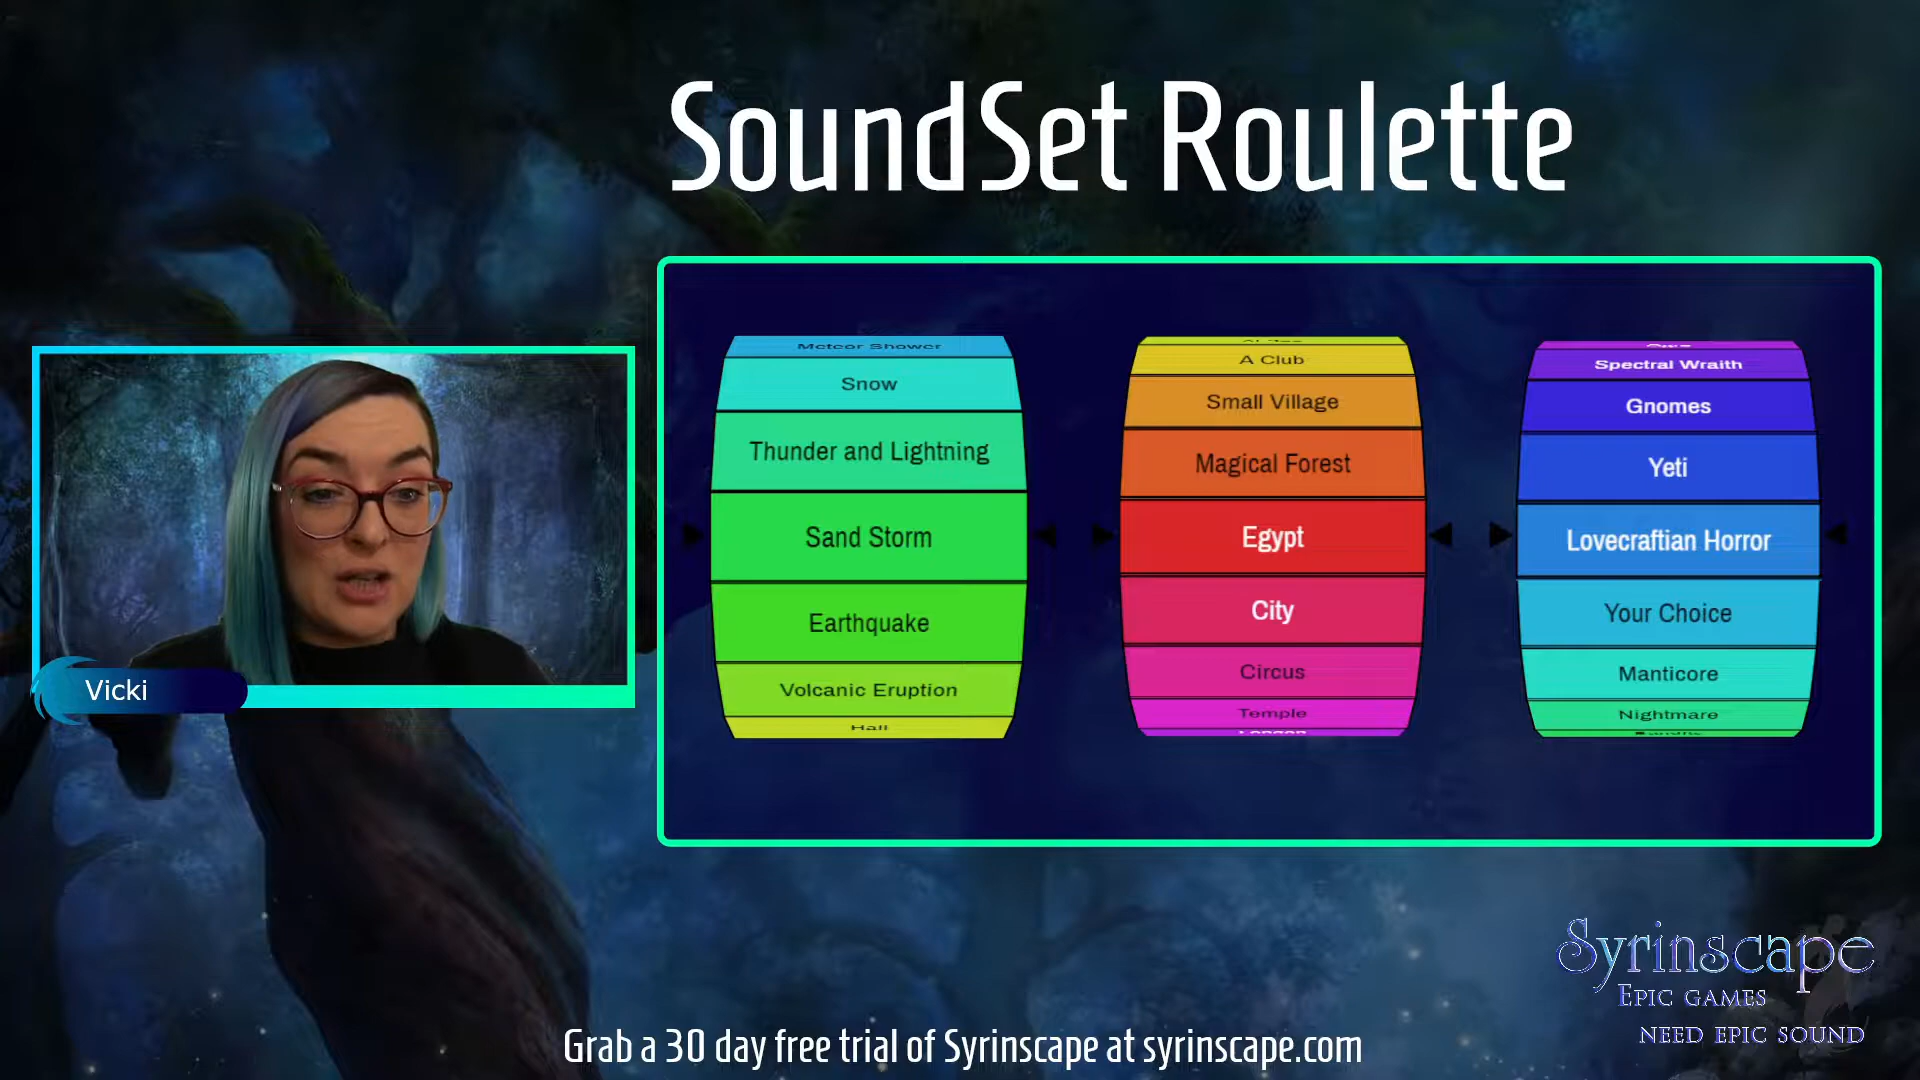 SoundSet Roulette
Meteor Shower
Snow
Thunder and Lightning
Sand Storm
Earthquake
Volcanic Eruption
Hail
A Club
Small Village
Magical Forest
Egypt
City
Circus
Temple
London
Spectral Wraith
Gnomes
Yeti
Lovecraftian Horror
Your Choice
Manticore
Nightmare
Vicki
Syrinscape
EPIC GAMES
NEED EPIC SOUND
Grab a 30 day free trial of Syrinscape at syrinscape.com